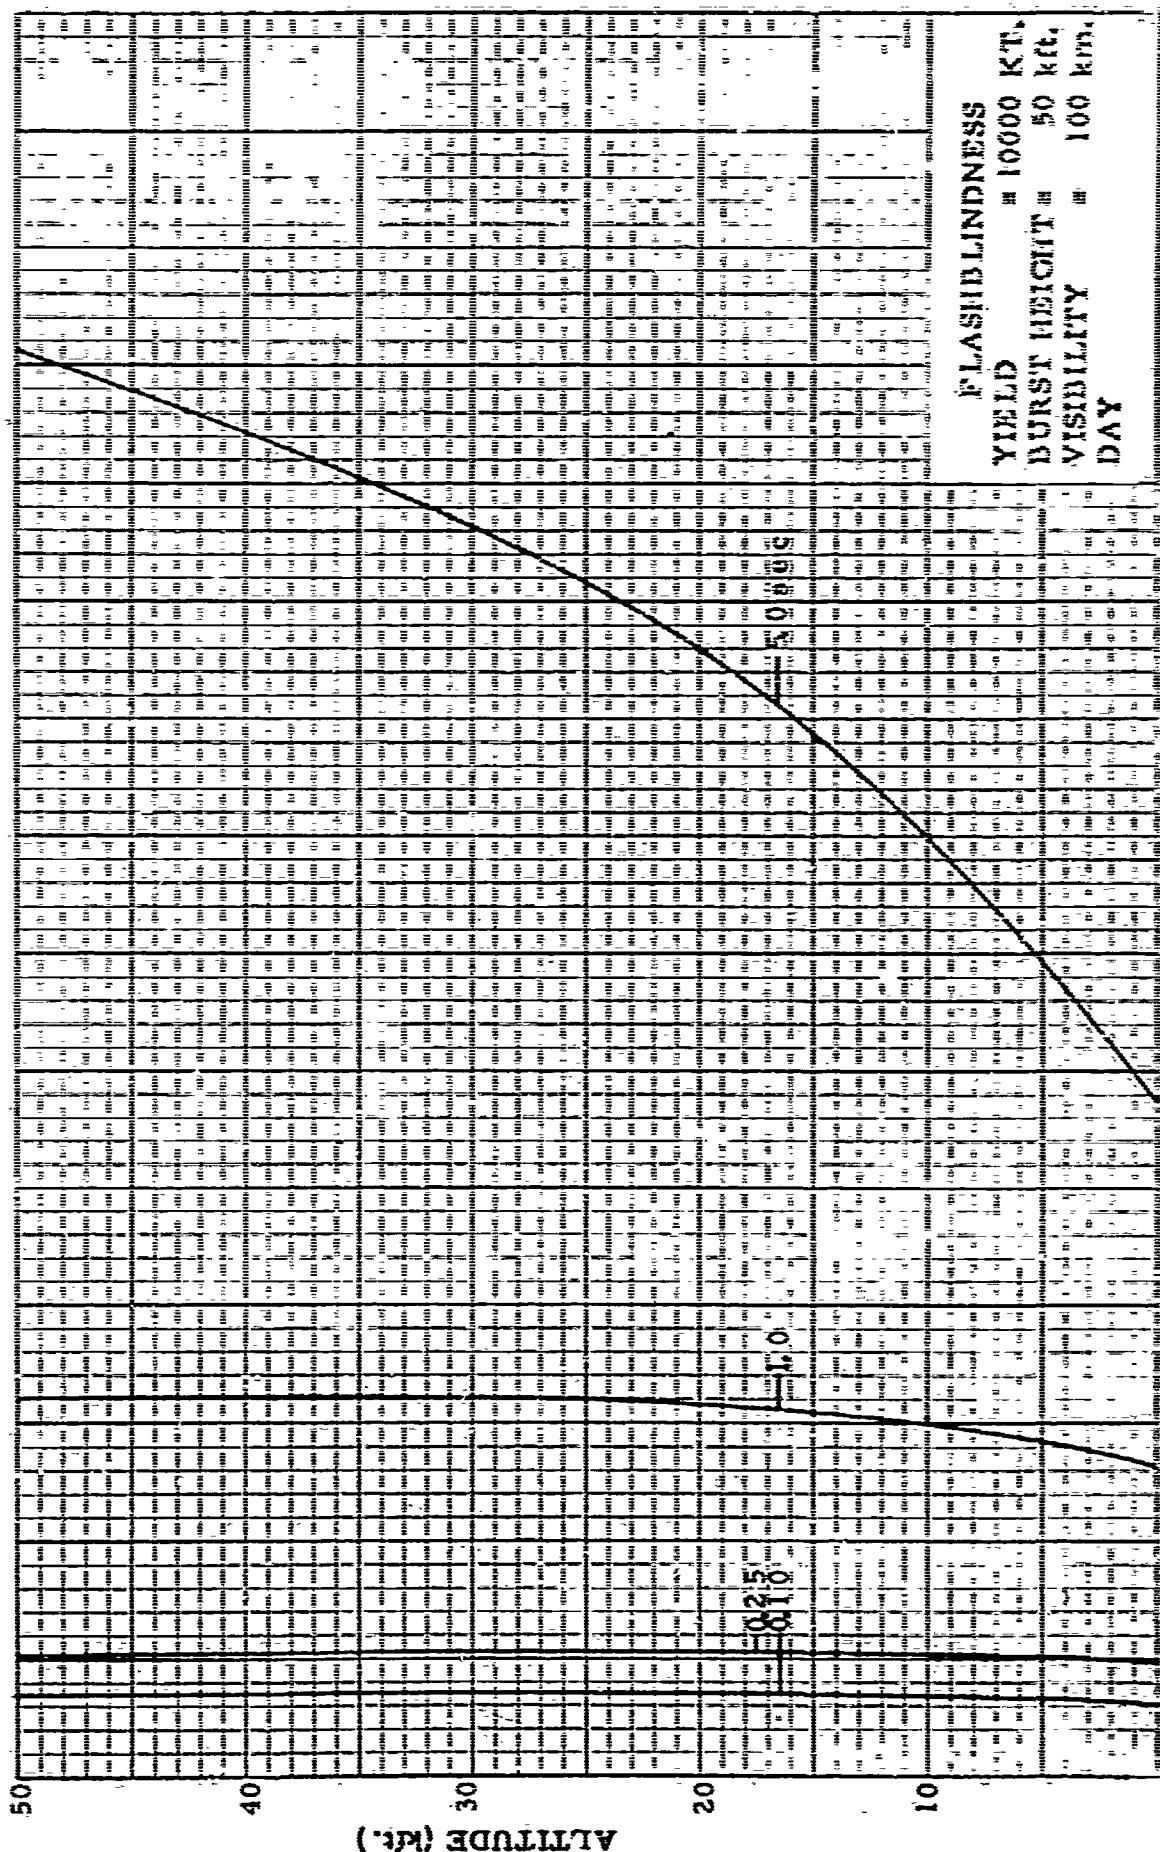 FLASHBLINDNESS
YIELD = 10000 KT.
BURST HEIGHT = 50 kft.
VISIBILITY = 100 km.
DAY
5.0 sec
1.0
0.25
0.10
50
40
30
20
10
ALTITUDE (kft.)